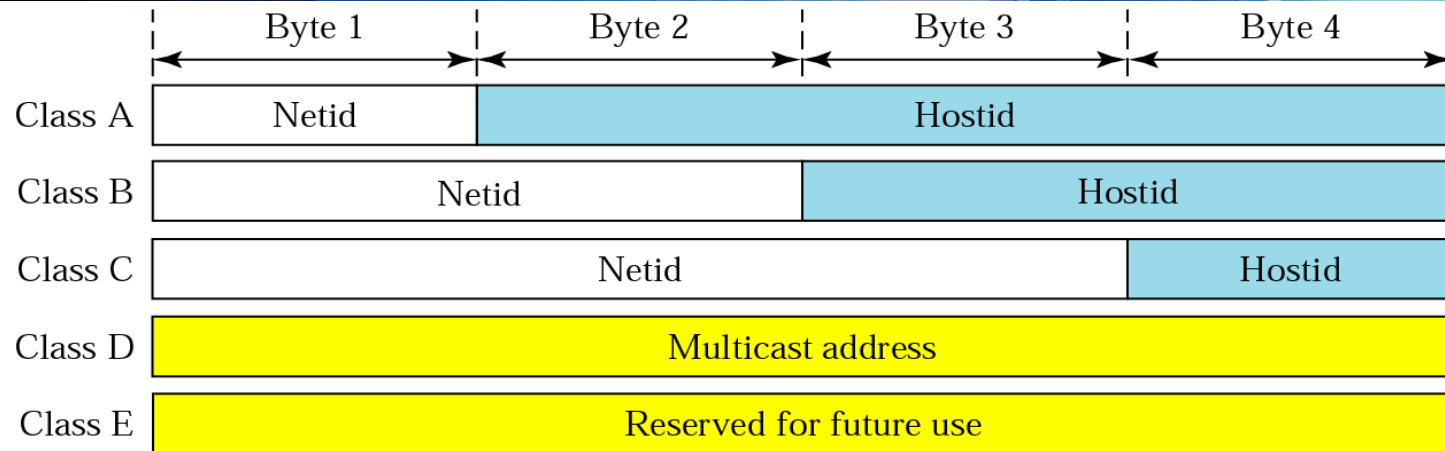 Byte 1 Byte 2 Byte 3 Byte 4
Class A Netid Hostid
Class B Netid Hostid
Class C Netid Hostid
Class D Multicast address
Class E Reserved for future use